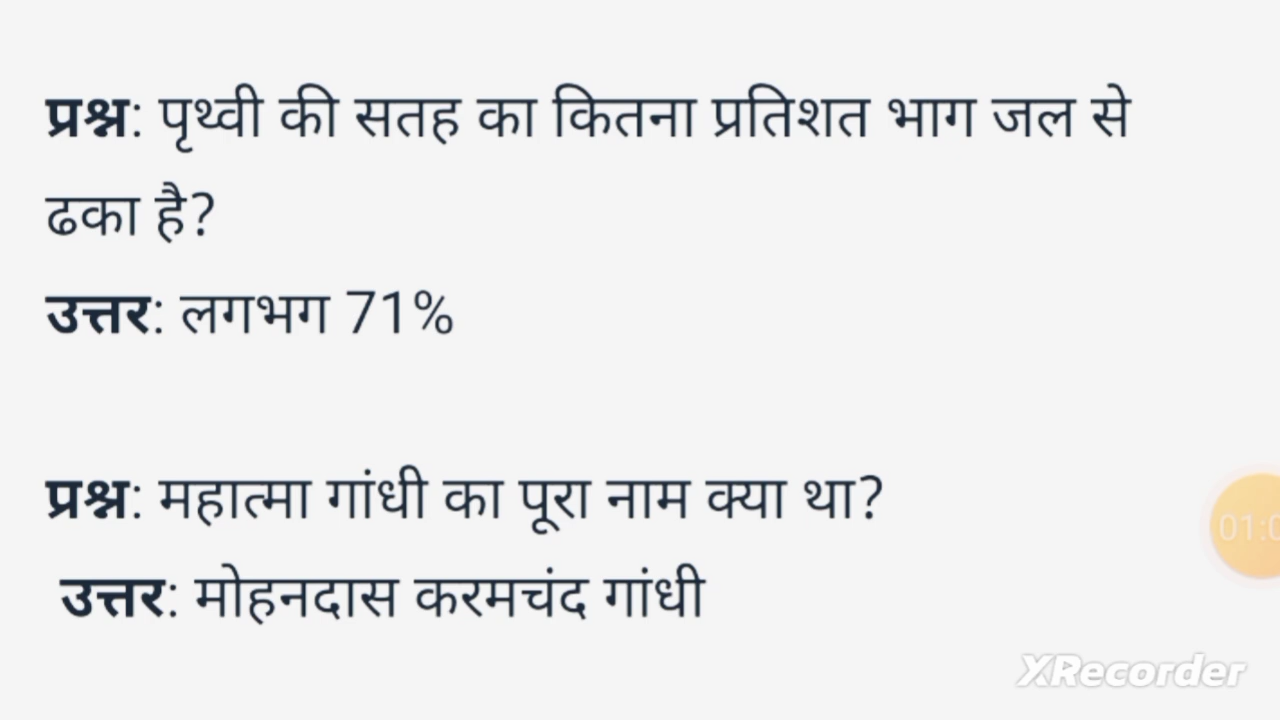 प्रश्न: पृथ्वी की सतह का कितना प्रतिशत भाग जल से
ढका है?
उत्तर: लगभग 71%
प्रश्न: महात्मा गांधी का पूरा नाम क्या था?
उत्तर: मोहनदास करमचंद गांधी
XRecorder